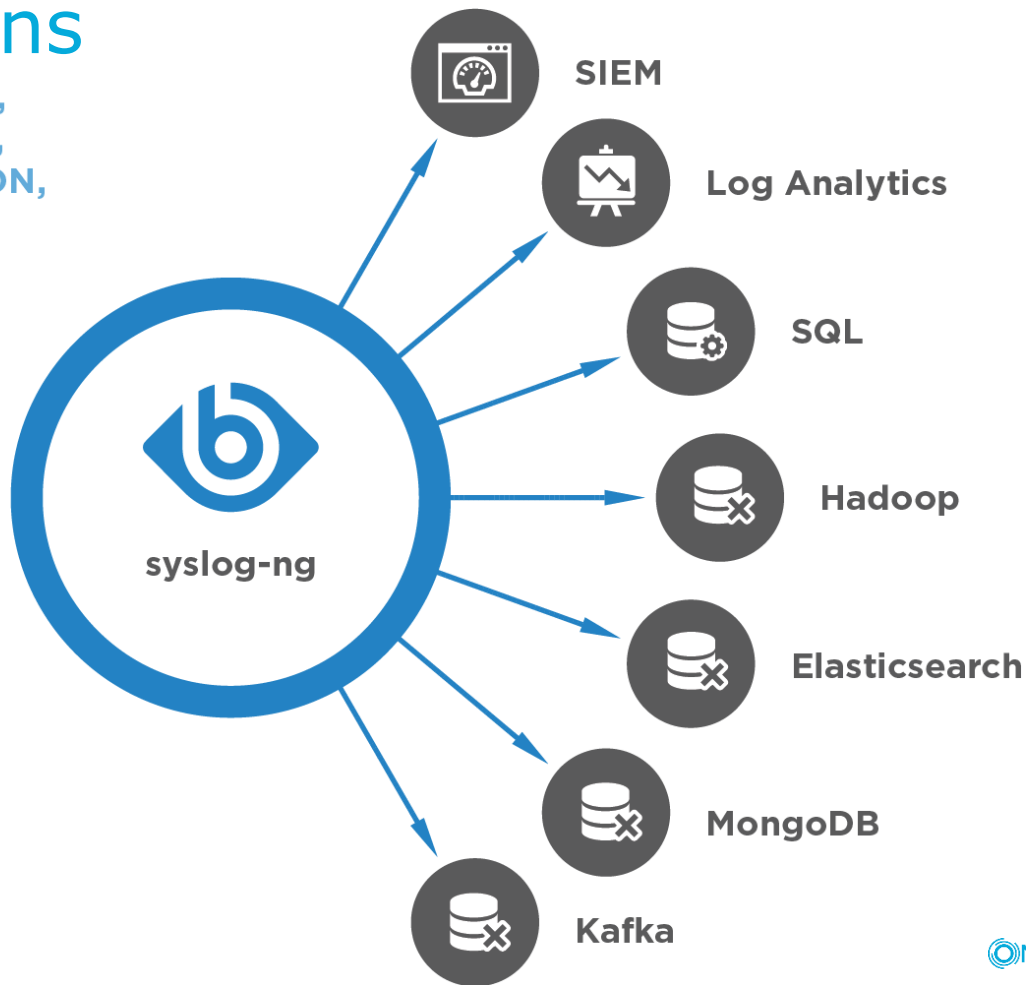 ns
,
,
ON,
SIEM
Log Analytics
SQL
Hadoop
Elasticsearch
MongoDB
Kafka
syslog-ng